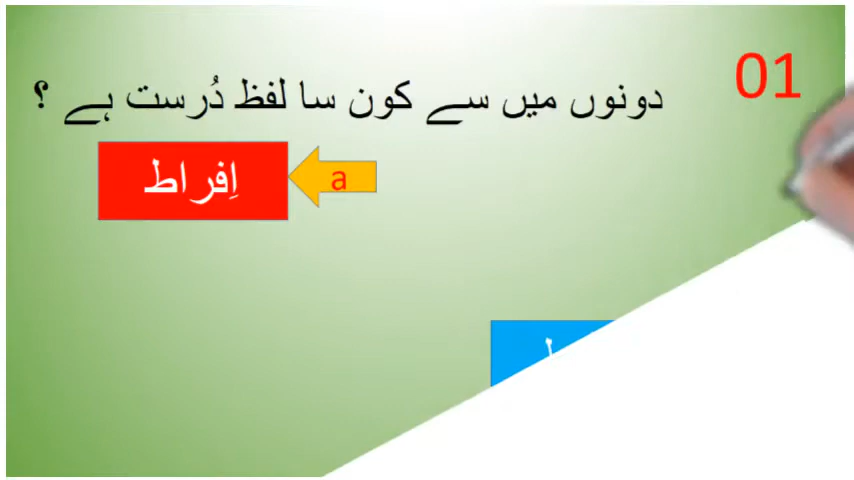 01
دونوں میں سے کون سا لفظ دُرست ہے ؟
اِفراط
a